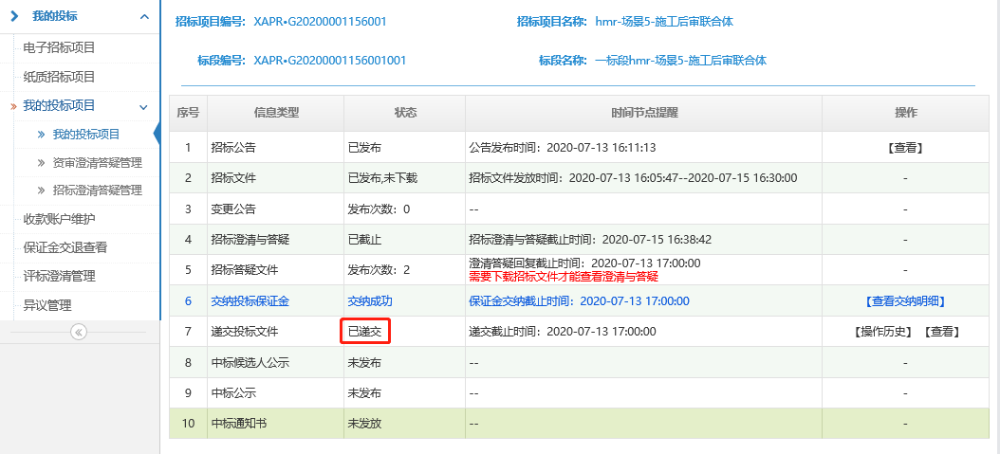 我的投标
电子招标项目
纸质招标项目
我的投标项目
我的投标项目
资审澄清答疑管理
招标澄清答疑管理
收款账户维护
保证金交退查看
评标澄清管理
异议管理
招标项目编号： XAPR•G20200001156001 招标项目名称： hmr-场景5-施工后审联合体
标段编号： XAPR•G20200001156001001 标段名称： 一标段hmr-场景5-施工后审联合体
序号 信息类型 状态 时间节点提醒 操作
1 招标公告 已发布 公告发布时间：2020-07-13 16:11:13 【查看】
2 招标文件 已发布,未下载 招标文件发放时间：2020-07-13 16:05:47--2020-07-15 16:30:00 -
3 变更公告 发布次数：0 -- -
4 招标澄清与答疑 已截止 招标澄清与答疑截止时间：2020-07-15 16:38:42 -
5 招标答疑文件 发布次数：2 澄清答疑回复截止时间：2020-07-13 17:00:00 -
需要下载招标文件才能查看澄清与答疑
6 交纳投标保证金 交纳成功 保证金交纳截止时间：2020-07-13 17:00:00 【查看交纳明细】
7 递交投标文件 已递交 递交截止时间：2020-07-13 17:00:00 【操作历史】 【查看】
8 中标候选人公示 未发布 -- -
9 中标公示 未发布 -- -
10 中标通知书 未发放 -- -